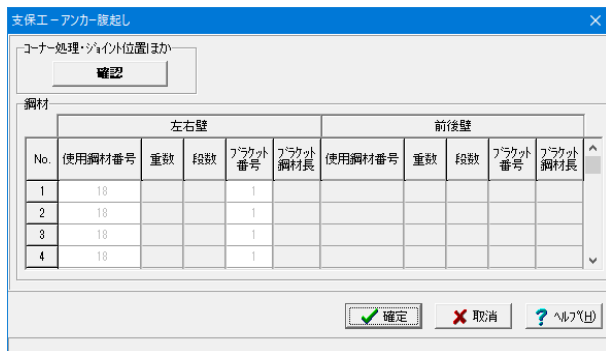 支保工－アンカー腹起し
コーナー処理・ジョイント位置ほか
確認
鋼材
左右壁 前後壁
No. 使用鋼材番号 重数 段数 ブラケット番号 ブラケット鋼材長 使用鋼材番号 重数 段数 ブラケット番号 ブラケット鋼材長
1 18 1
2 18 1
3 18 1
4 18 1
確定 取消 ヘルプ(H)